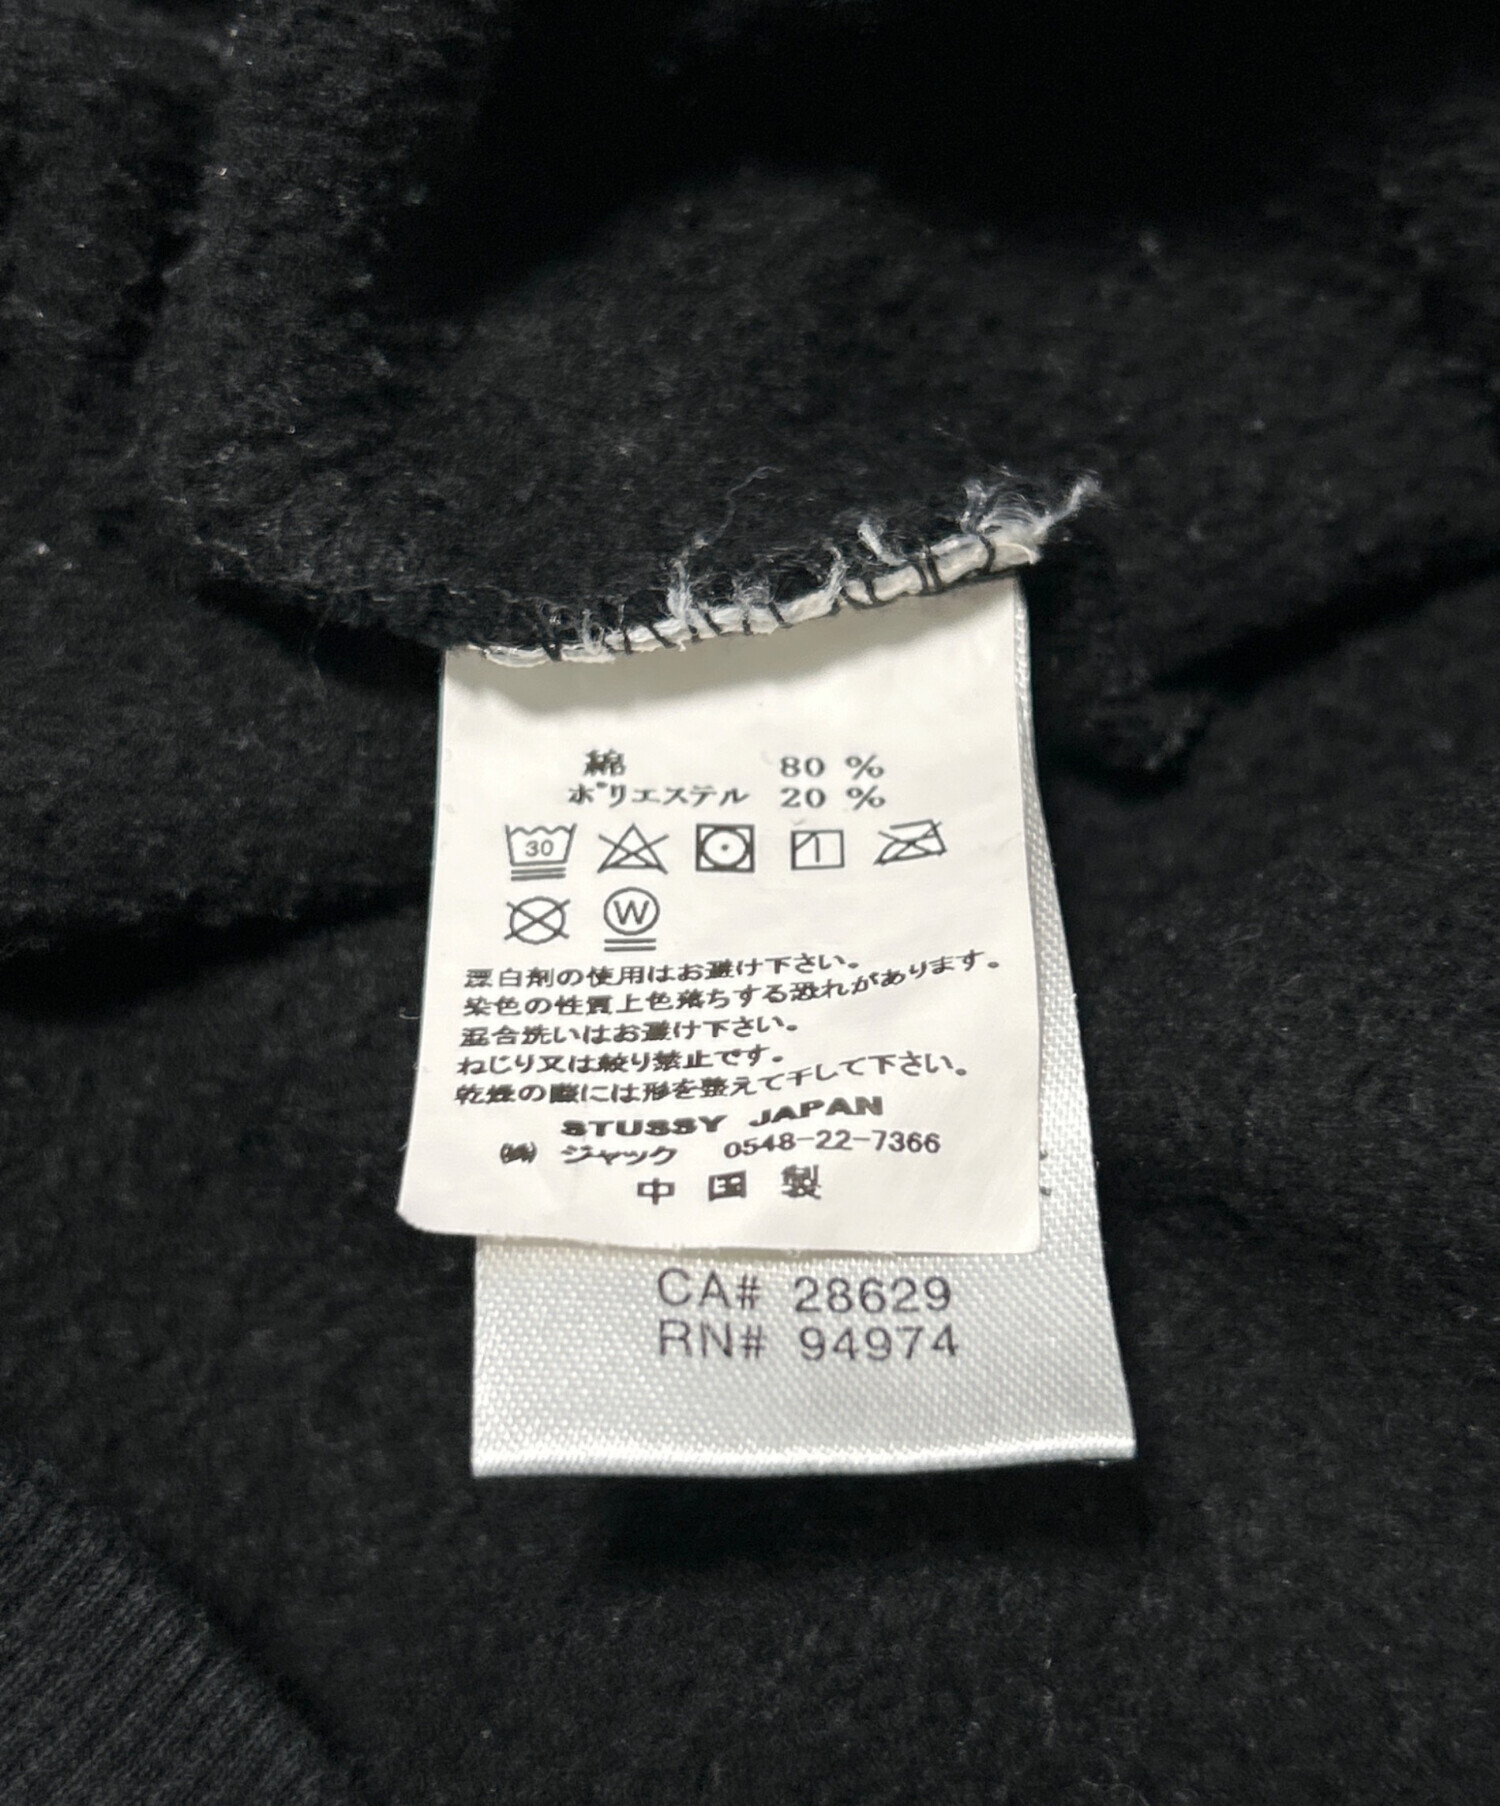 綿 80 %
ポリエステル 20 %
30
W
漂白剤の使用はお避け下さい。
染色の性質上色落ちする恐れがあります。
混合洗いはお避け下さい。
ねじり又は絞り禁止です。
乾燥の際には形を整えて干して下さい。
STUSSY JAPAN
㈱ ジャック 0548-22-7366
中国製
CA# 28629
RN# 94974